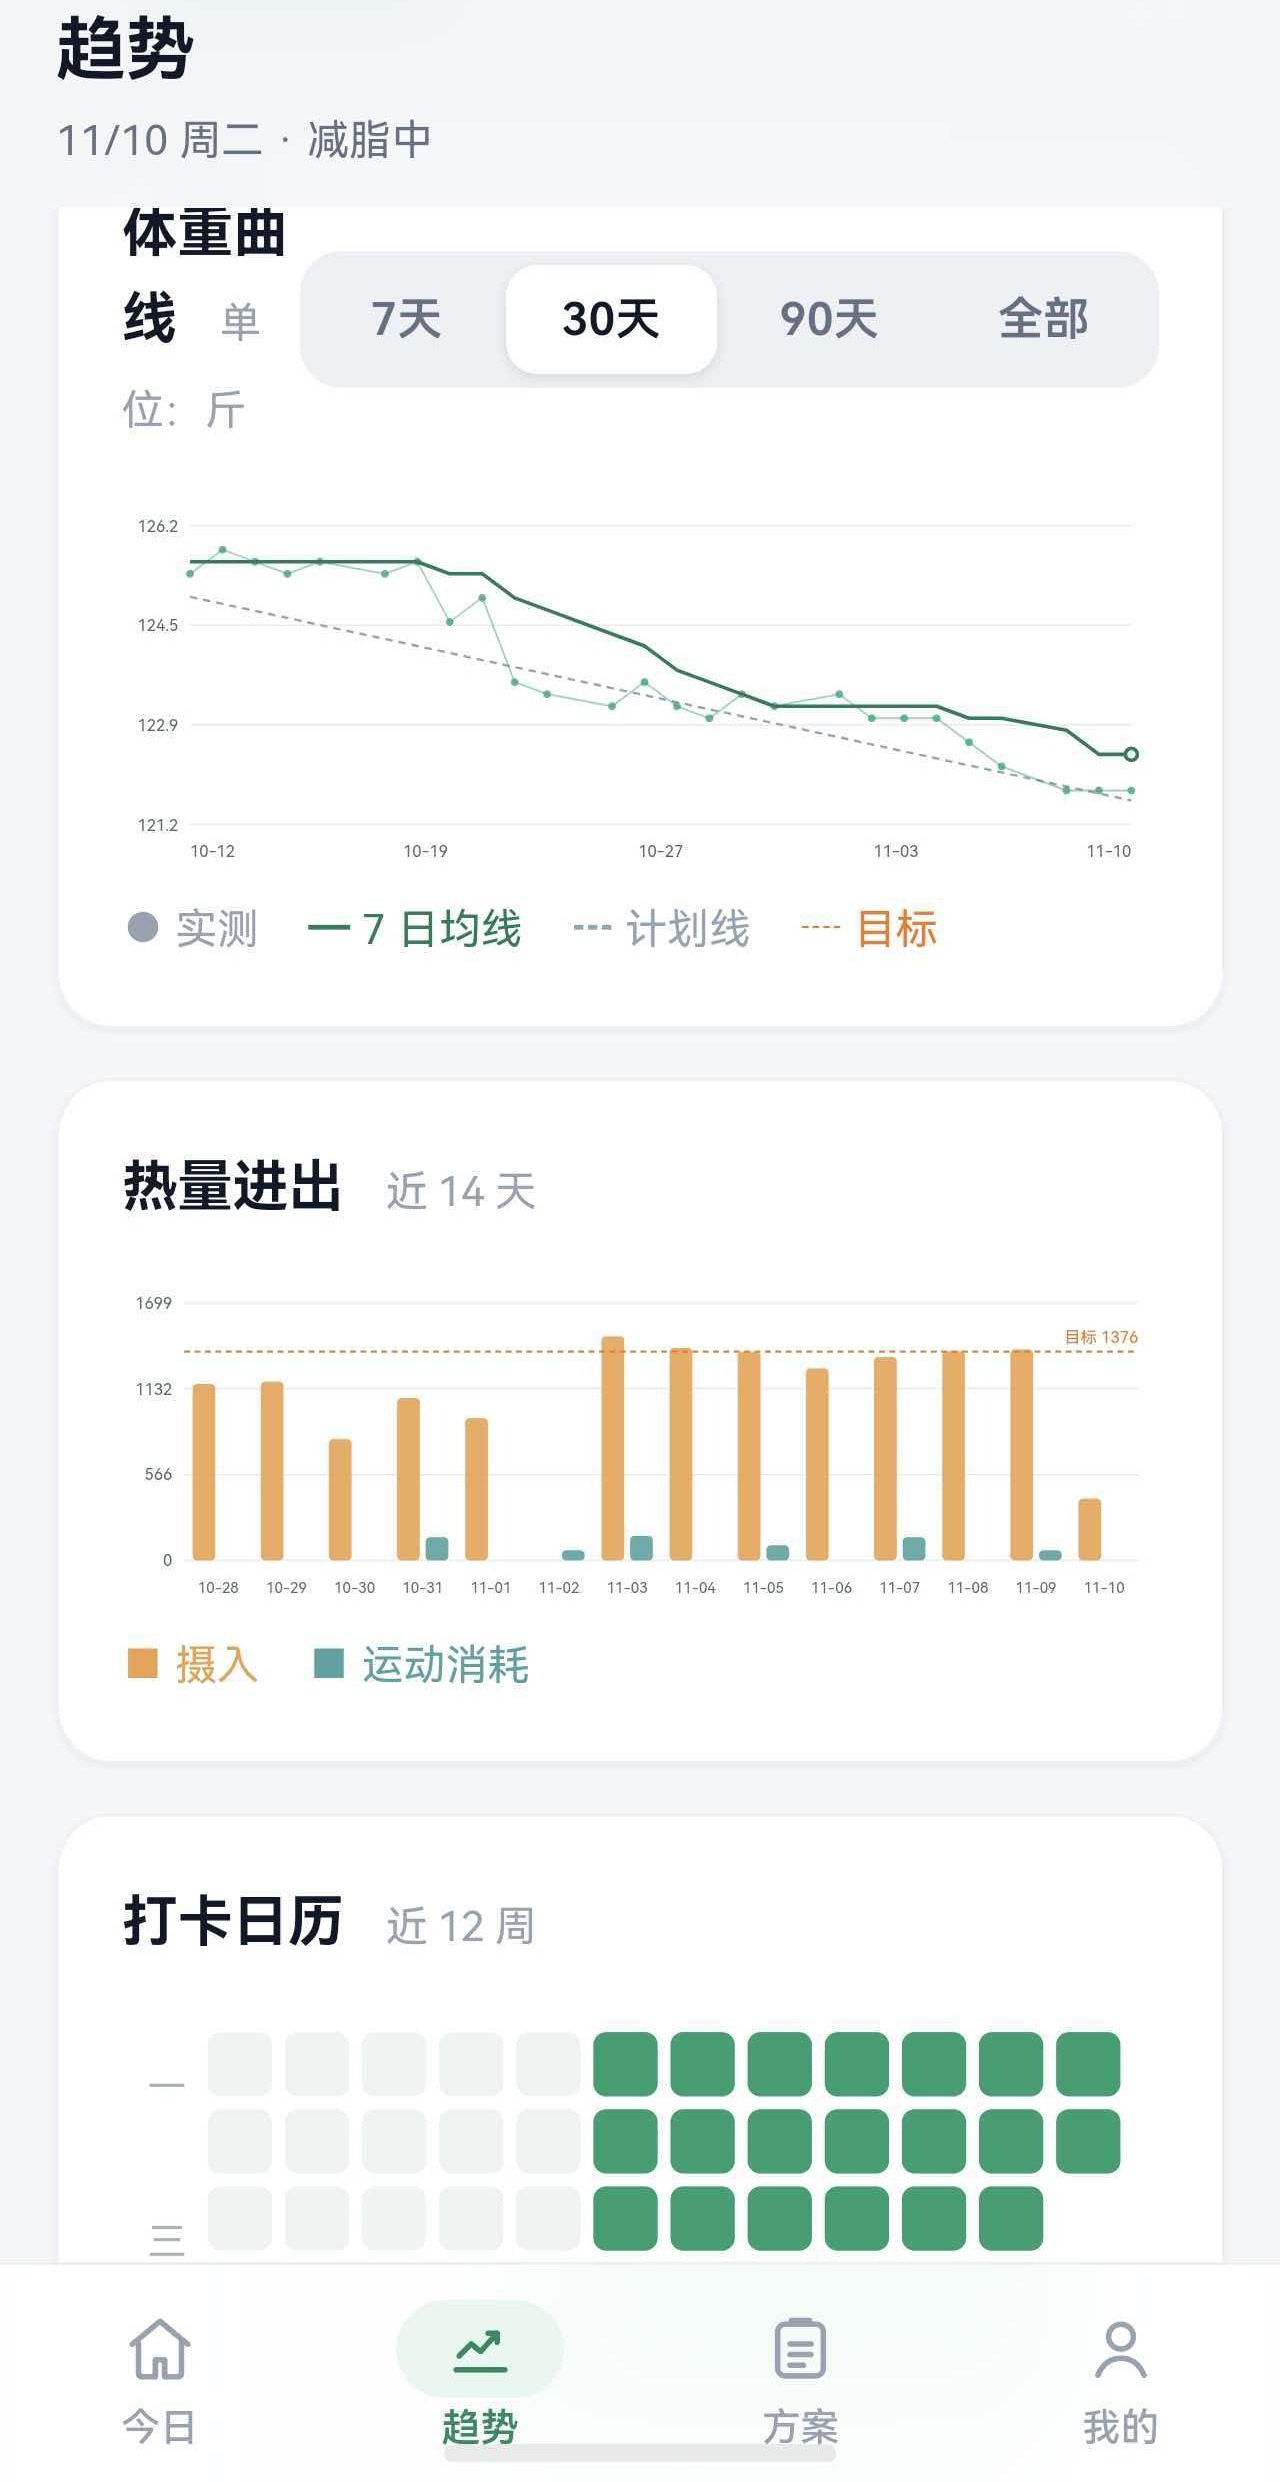 趋势
11/10 周二 · 减脂中
体重曲
线 单
位：斤
7天 30天 90天 全部
126.2
124.5
122.9
121.2
10-12 10-19 10-27 11-03 11-10
实测 7 日均线 计划线 目标
热量进出 近 14 天
1699
目标 1376
1132
566
0
10-28 10-29 10-30 10-31 11-01 11-02 11-03 11-04 11-05 11-06 11-07 11-08 11-09 11-10
摄入 运动消耗
打卡日历 近 12 周
一
三
今日 趋势 方案 我的